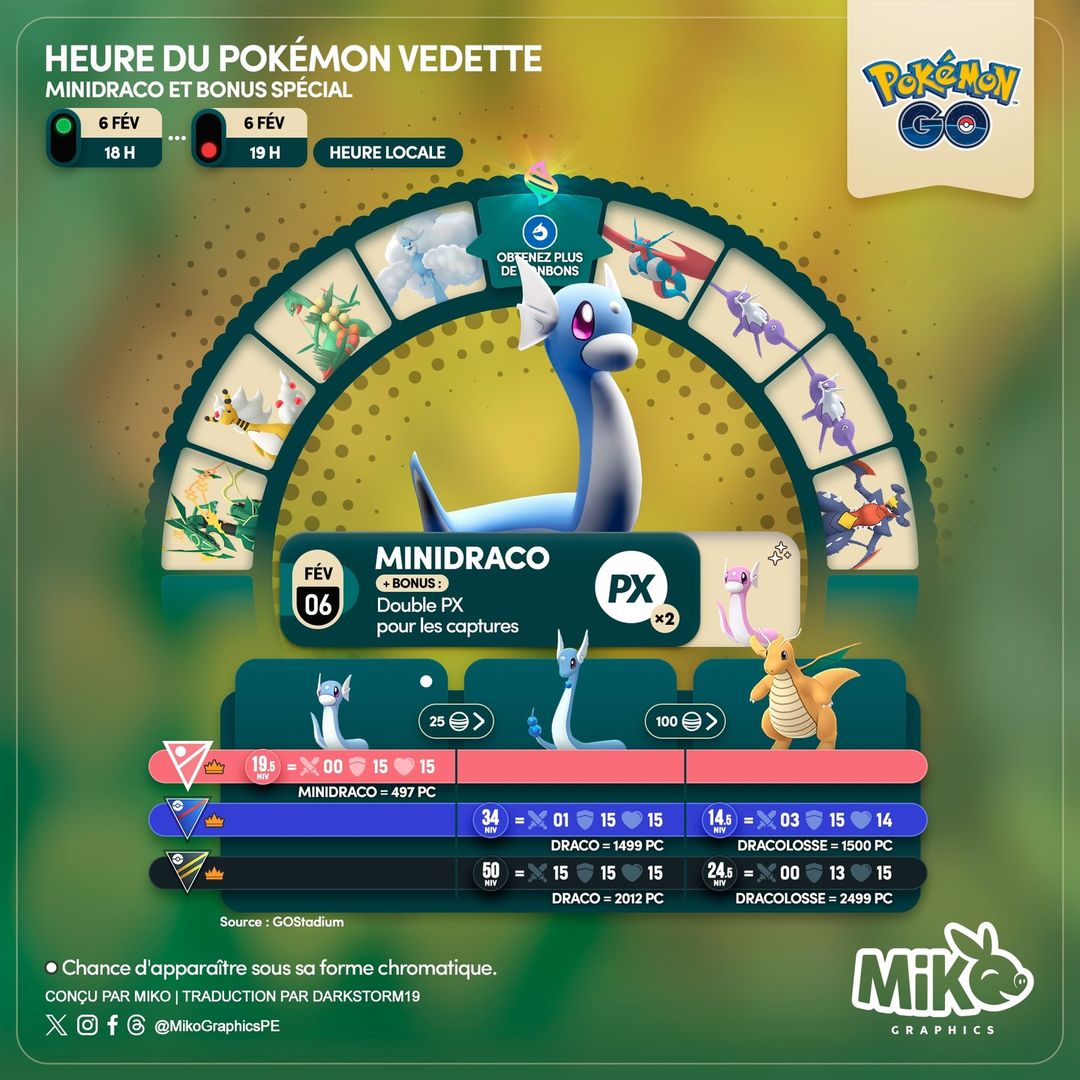 HEURE DU POKÉMON VEDETTE
MINIDRACO ET BONUS SPÉCIAL
6 FÉV
18 H
...
6 FÉV
19 H
HEURE LOCALE
POKÉMON
GO
OBTENEZ PLUS
DE BONBONS
FÉV
06
MINIDRACO
+ BONUS :
Double PX
pour les captures
PX
×2
25
100
19.5
NIV
= 00 15 15
MINIDRACO = 497 PC
34
NIV
= 01 15 15
DRACO = 1499 PC
14.5
NIV
= 03 15 14
DRACOLOSSE = 1500 PC
50
NIV
= 15 15 15
DRACO = 2012 PC
24.5
NIV
= 00 13 15
DRACOLOSSE = 2499 PC
Source : GOStadium
Chance d'apparaître sous sa forme chromatique.
CONÇU PAR MIKO | TRADUCTION PAR DARKSTORM19
@MikoGraphicsPE
MiKO
GRAPHICS